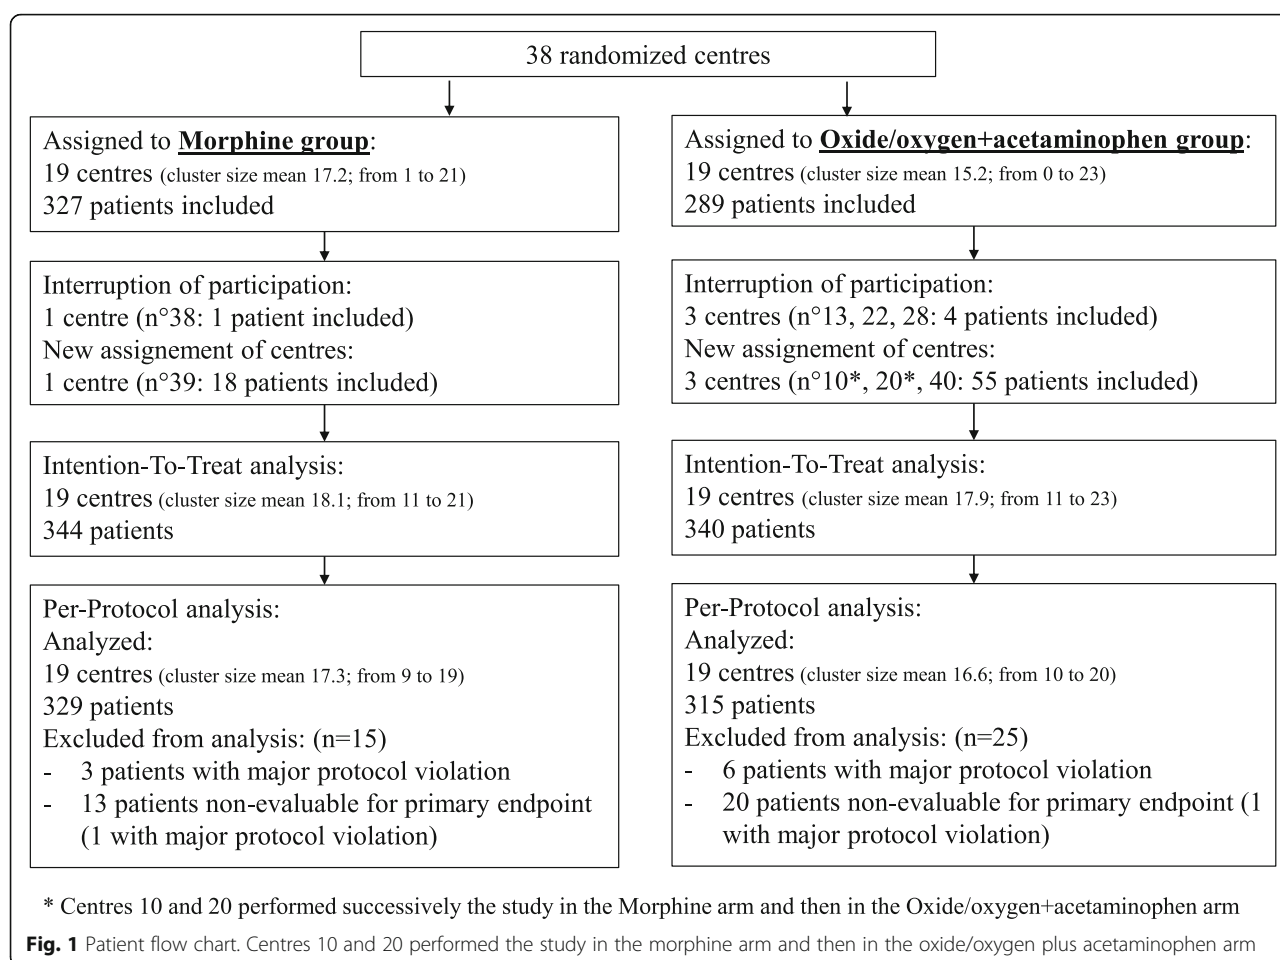 38 randomized centres
Assigned to Morphine group:
19 centres (cluster size mean 17.2; from 1 to 21)
327 patients included
Assigned to Oxide/oxygen+acetaminophen group:
19 centres (cluster size mean 15.2; from 0 to 23)
289 patients included
Interruption of participation:
1 centre (n°38: 1 patient included)
New assignement of centres:
1 centre (n°39: 18 patients included)
Interruption of participation:
3 centres (n°13, 22, 28: 4 patients included)
New assignement of centres:
3 centres (n°10*, 20*, 40: 55 patients included)
Intention-To-Treat analysis:
19 centres (cluster size mean 18.1; from 11 to 21)
344 patients
Intention-To-Treat analysis:
19 centres (cluster size mean 17.9; from 11 to 23)
340 patients
Per-Protocol analysis:
Analyzed:
19 centres (cluster size mean 17.3; from 9 to 19)
329 patients
Excluded from analysis: (n=15)
- 3 patients with major protocol violation
- 13 patients non-evaluable for primary endpoint
(1 with major protocol violation)
Per-Protocol analysis:
Analyzed:
19 centres (cluster size mean 16.6; from 10 to 20)
315 patients
Excluded from analysis: (n=25)
- 6 patients with major protocol violation
- 20 patients non-evaluable for primary endpoint (1
with major protocol violation)
* Centres 10 and 20 performed successively the study in the Morphine arm and then in the Oxide/oxygen+acetaminophen arm
Fig. 1 Patient flow chart. Centres 10 and 20 performed the study in the morphine arm and then in the oxide/oxygen plus acetaminophen arm